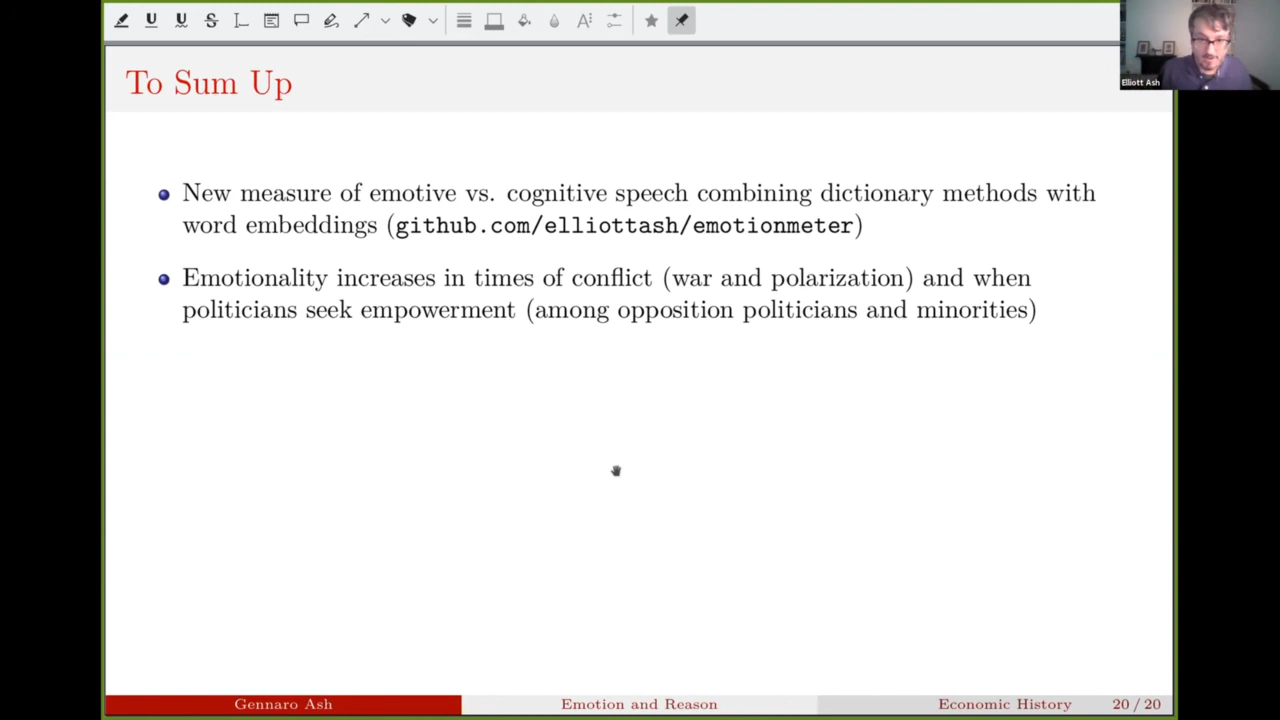 To Sum Up
Elliott Ash
New measure of emotive vs. cognitive speech combining dictionary methods with
word embeddings (github.com/elliottash/emotionmeter)
Emotionality increases in times of conflict (war and polarization) and when
politicians seek empowerment (among opposition politicians and minorities)
Gennaro Ash
Emotion and Reason
Economic History
20 / 20